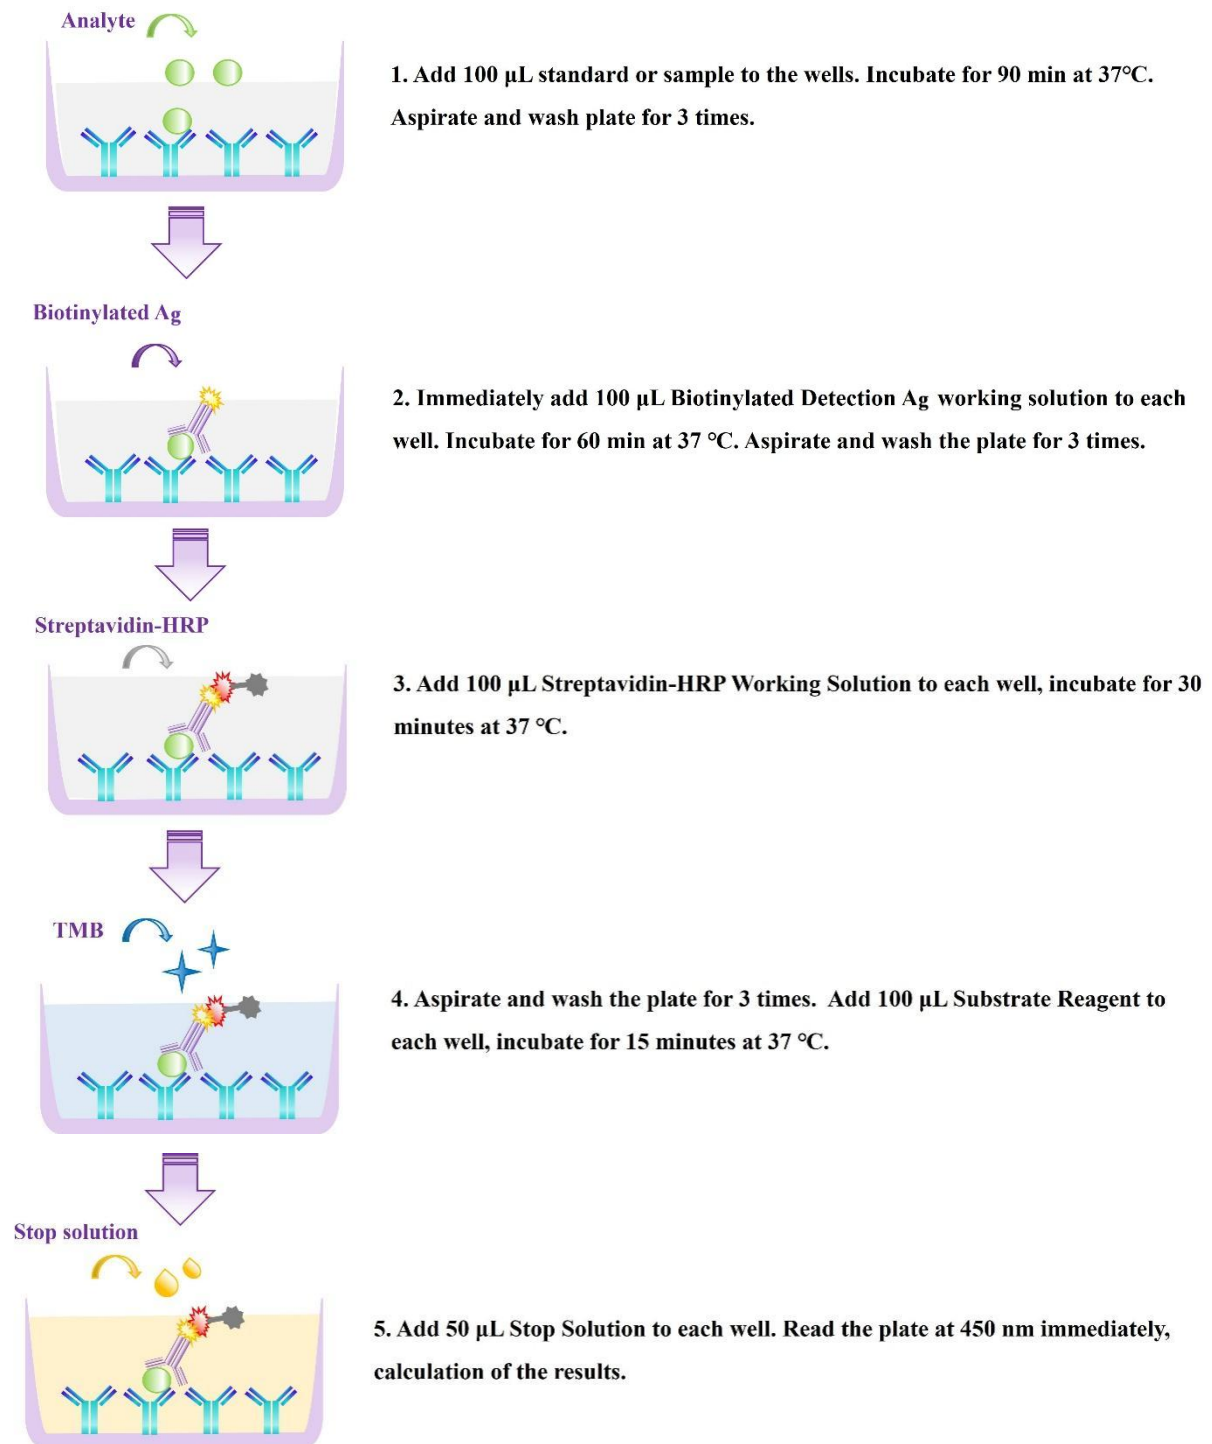 Analyte
1. Add 100 μL standard or sample to the wells. Incubate for 90 min at 37℃.
Aspirate and wash plate for 3 times.
Biotinylated Ag
2. Immediately add 100 μL Biotinylated Detection Ag working solution to each
well. Incubate for 60 min at 37 ℃. Aspirate and wash the plate for 3 times.
Streptavidin-HRP
3. Add 100 μL Streptavidin-HRP Working Solution to each well, incubate for 30
minutes at 37 ℃.
TMB
4. Aspirate and wash the plate for 3 times. Add 100 μL Substrate Reagent to
each well, incubate for 15 minutes at 37 ℃.
Stop solution
5. Add 50 μL Stop Solution to each well. Read the plate at 450 nm immediately,
calculation of the results.